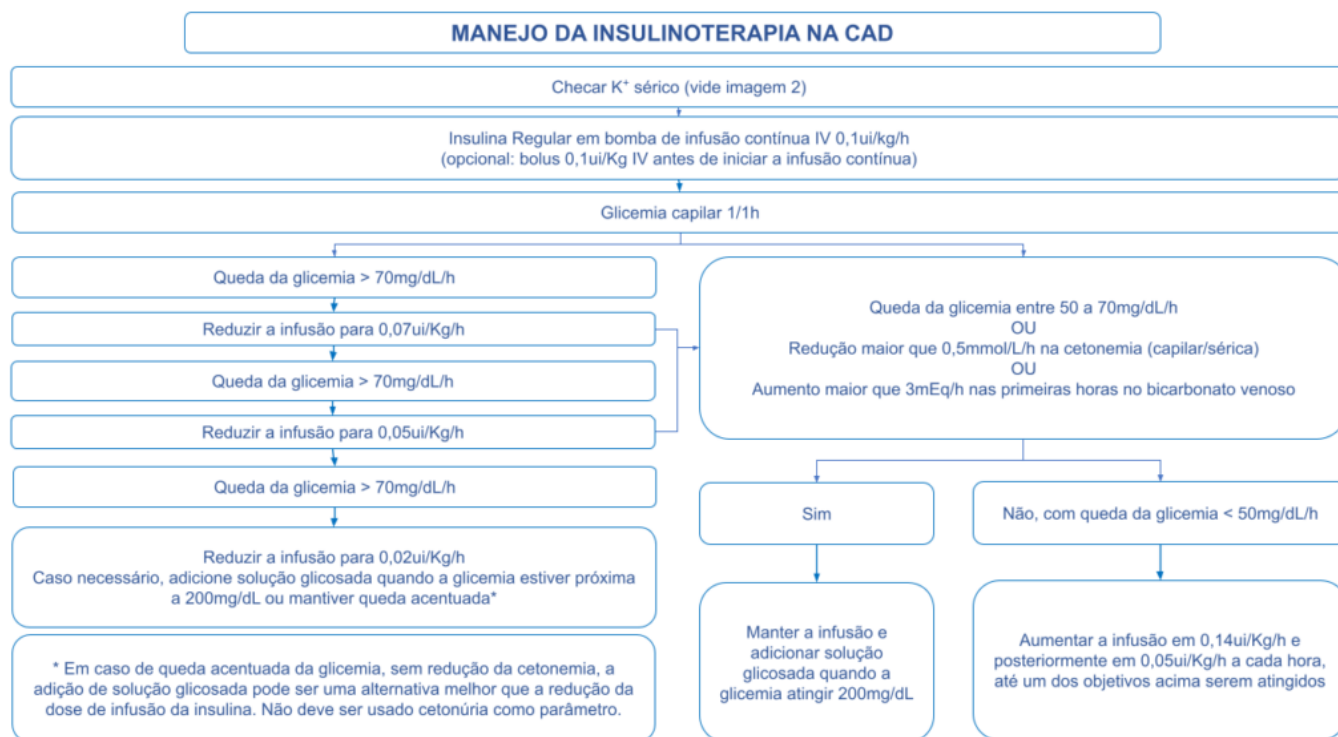 MANEJO DA INSULINOTERAPIA NA CAD
Checar K⁺ sérico (vide imagem 2)
Insulina Regular em bomba de infusão contínua IV 0,1ui/kg/h
(opcional: bolus 0,1ui/Kg IV antes de iniciar a infusão contínua)
Glicemia capilar 1/1h
Queda da glicemia > 70mg/dL/h
Reduzir a infusão para 0,07ui/Kg/h
Queda da glicemia > 70mg/dL/h
Reduzir a infusão para 0,05ui/Kg/h
Queda da glicemia > 70mg/dL/h
Reduzir a infusão para 0,02ui/Kg/h
Caso necessário, adicione solução glicosada quando a glicemia estiver próxima
a 200mg/dL ou mantiver queda acentuada*
* Em caso de queda acentuada da glicemia, sem redução da cetonemia, a
adição de solução glicosada pode ser uma alternativa melhor que a redução da
dose de infusão da insulina. Não deve ser usado cetonúria como parâmetro.
Queda da glicemia entre 50 a 70mg/dL/h
OU
Redução maior que 0,5mmol/L/h na cetonemia (capilar/sérica)
OU
Aumento maior que 3mEq/h nas primeiras horas no bicarbonato venoso
Sim
Manter a infusão e
adicionar solução
glicosada quando a
glicemia atingir 200mg/dL
Não, com queda da glicemia < 50mg/dL/h
Aumentar a infusão em 0,14ui/Kg/h e
posteriormente em 0,05ui/Kg/h a cada hora,
até um dos objetivos acima serem atingidos